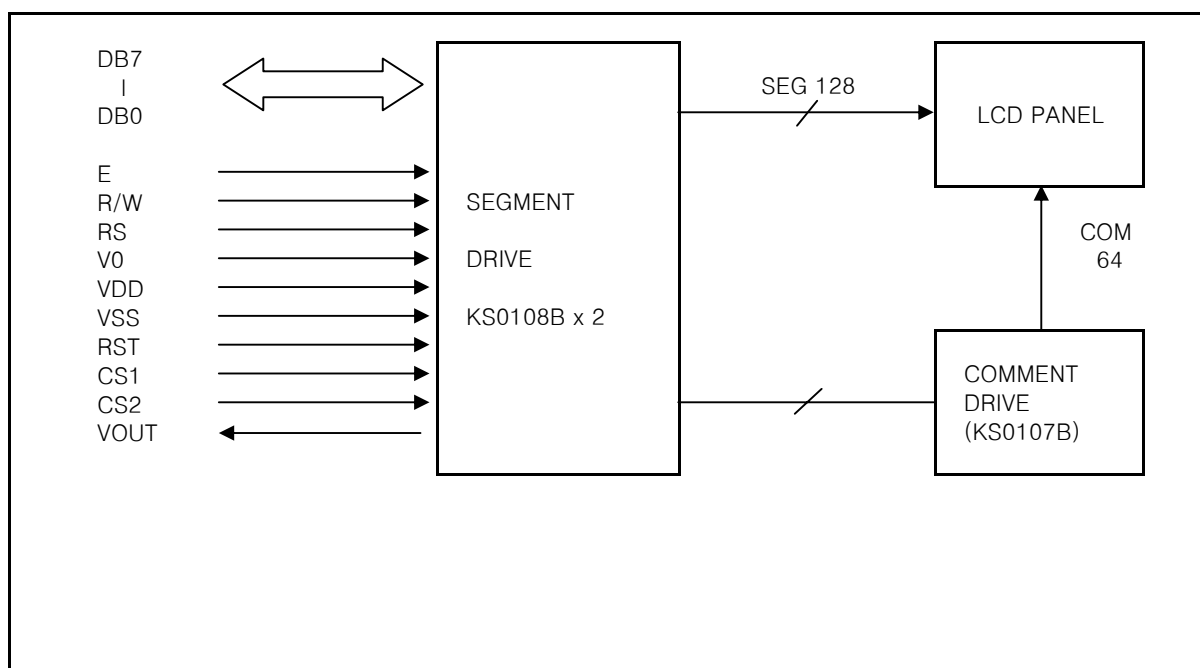 DB7
I
DB0
E
R/W
RS
V0
VDD
VSS
RST
CS1
CS2
VOUT
SEGMENT
DRIVE
KS0108B x 2
SEG 128
LCD PANEL
COM
64
COMMENT
DRIVE
(KS0107B)